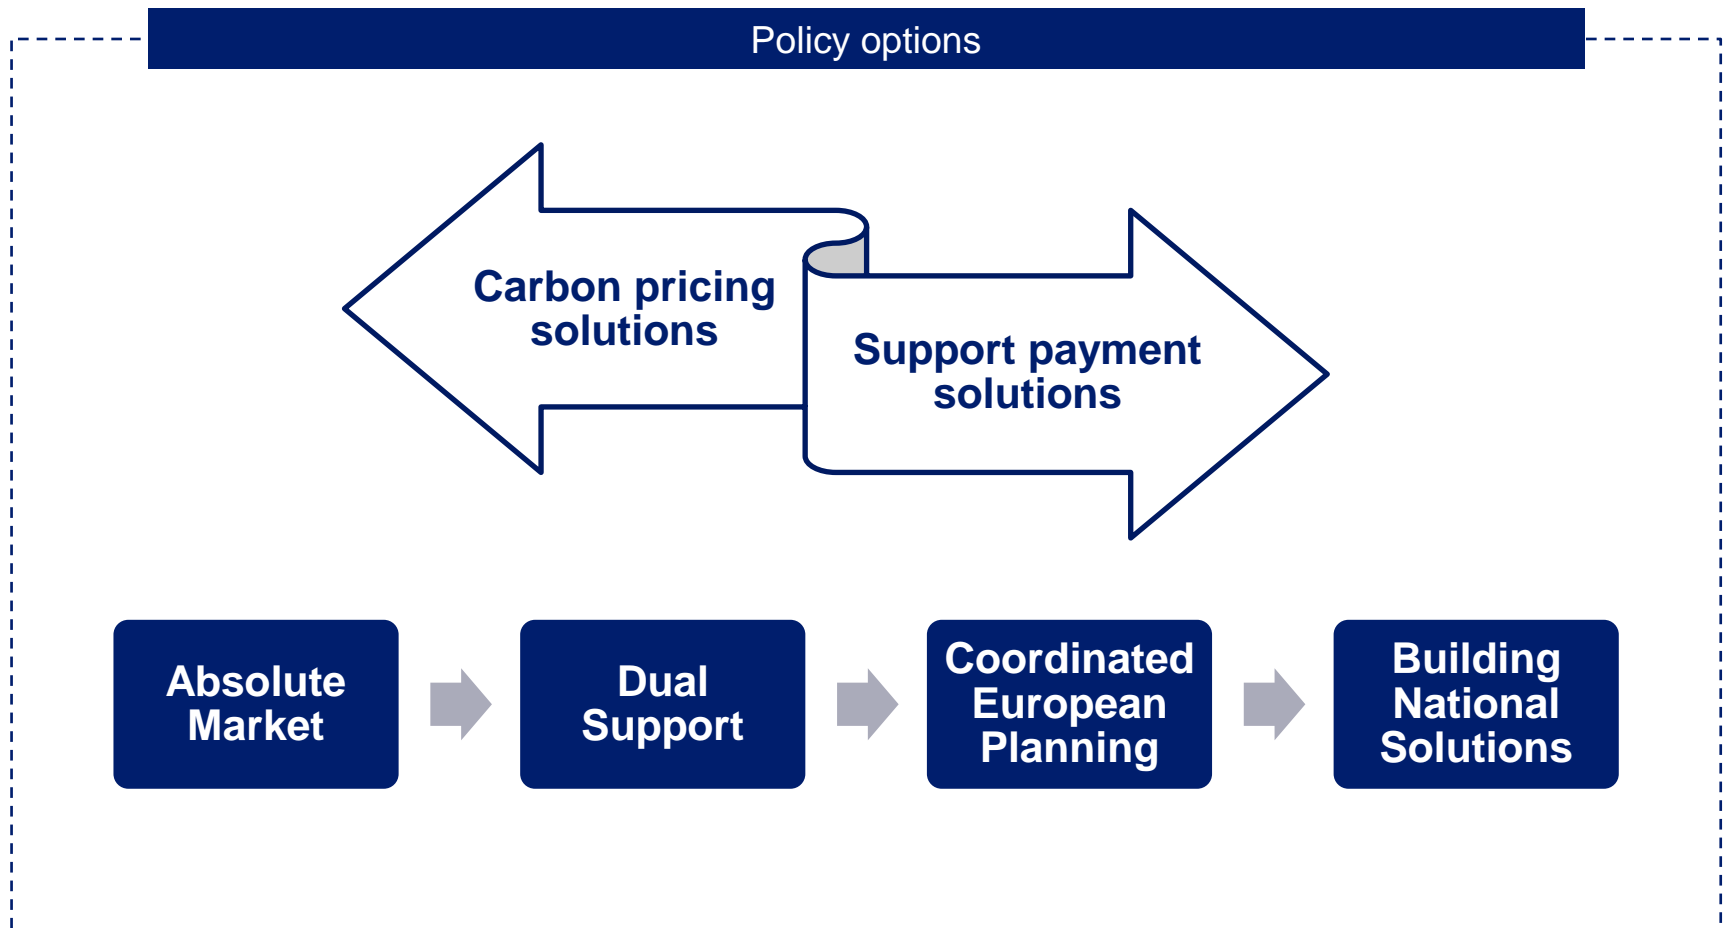 Policy options
Carbon pricing
solutions
Support payment
solutions
Absolute
Market
Dual
Support
Coordinated
European
Planning
Building
National
Solutions